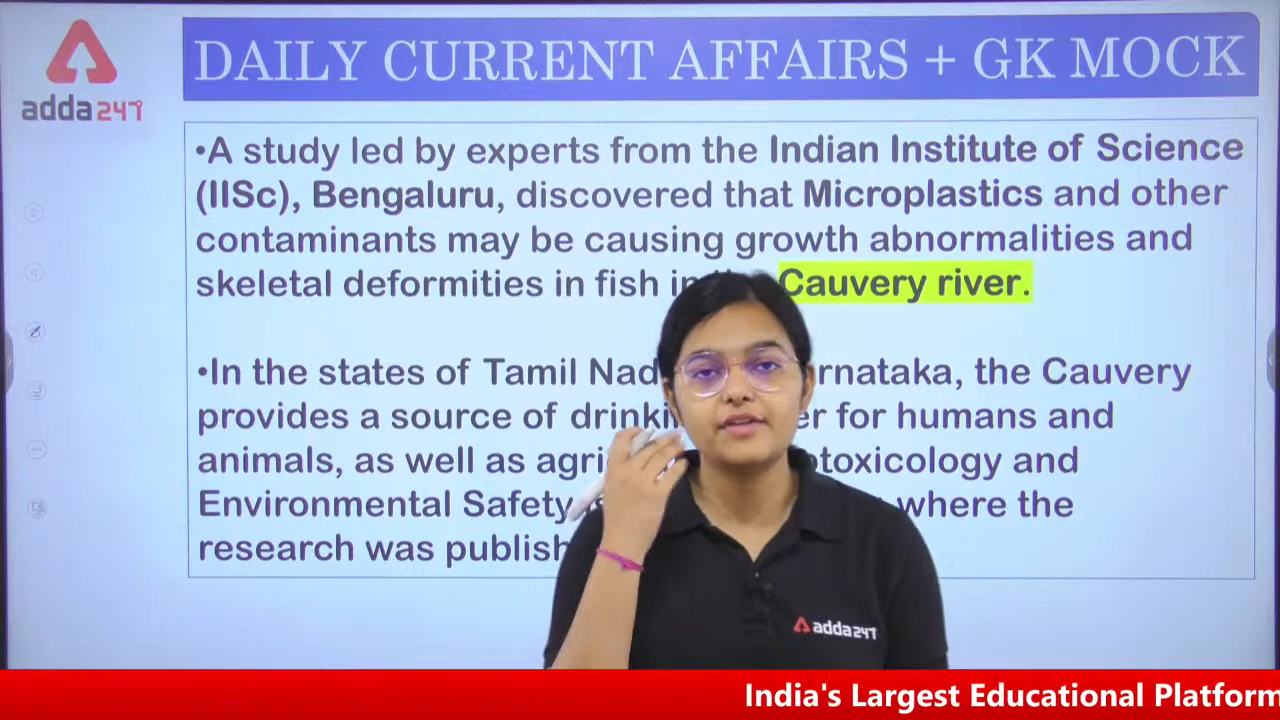 adda247
DAILY CURRENT AFFAIRS + GK MOCK
•A study led by experts from the Indian Institute of Science
(IISc), Bengaluru, discovered that Microplastics and other
contaminants may be causing growth abnormalities and
skeletal deformities in fish in Cauvery river.
•In the states of Tamil Nad rnataka, the Cauvery
provides a source of drinki er for humans and
animals, as well as agri otoxicology and
Environmental Safety where the
research was publish
adda247
India's Largest Educational Platform